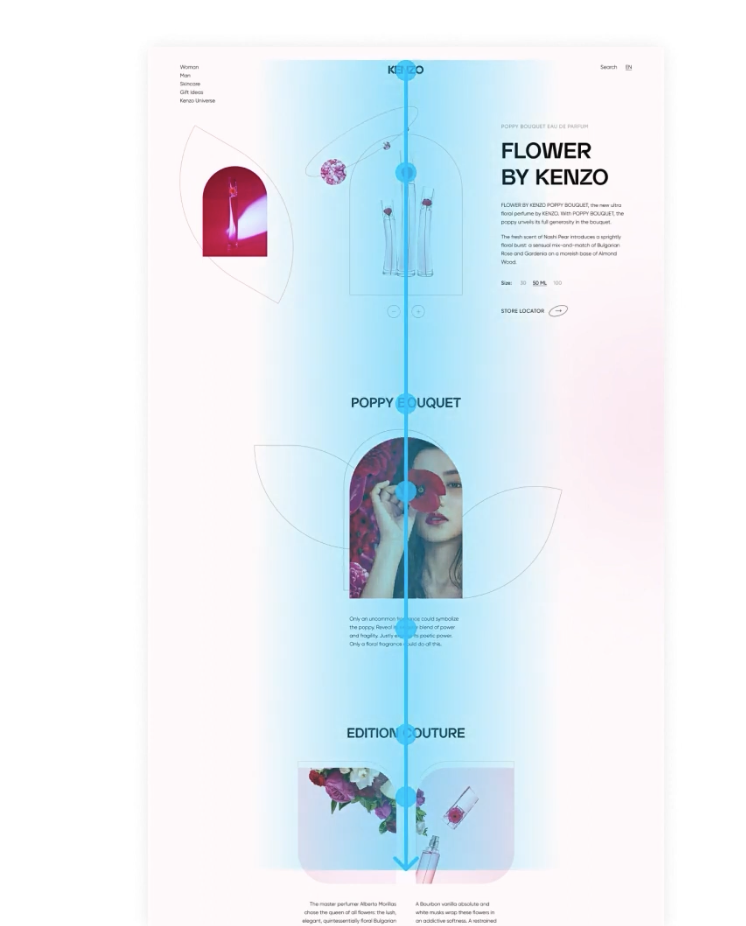 Woman
Man
Skincare
Gift Ideas
Kenzo Universe
KENZO
Search EN
POPPY BOUQUET EAU DE PARFUM
FLOWER
BY KENZO
FLOWER BY KENZO POPPY BOUQUET, the new ultra
floral perfume by KENZO. With POPPY BOUQUET, the
poppy unveils its full generosity in the bouquet.
The fresh scent of Nashi Pear introduces a sprightly
floral burst: a sensual mix-and-match of Bulgarian
Rose and Gardenia on a moreish base of Almond
Wood.
Size: 30 50 ML 100
STORE LOCATOR →
POPPY BOUQUET
Only an uncommon could symbolize
the poppy. Reveal blend of power
and fragility. Justly its poetic power.
Only a floral fragrance could do all this.
EDITION COUTURE
The master perfumer Alberto Morillas
chose the queen of all flowers: the lush,
elegant, quintessentially floral Bulgarian
A Bourbon vanilla absolute and
white musks wrap these flowers in
an addictive softness. A restrained